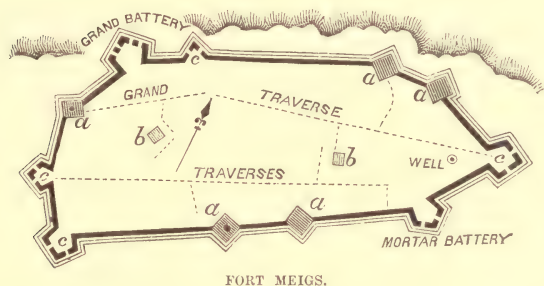 GRAND BATTERY
c
a
a
GRAND
TRAVERSE
a
b
b
WELL
c
c
TRAVERSES
a
a
c
MORTAR BATTERY
FORT MEIGS.